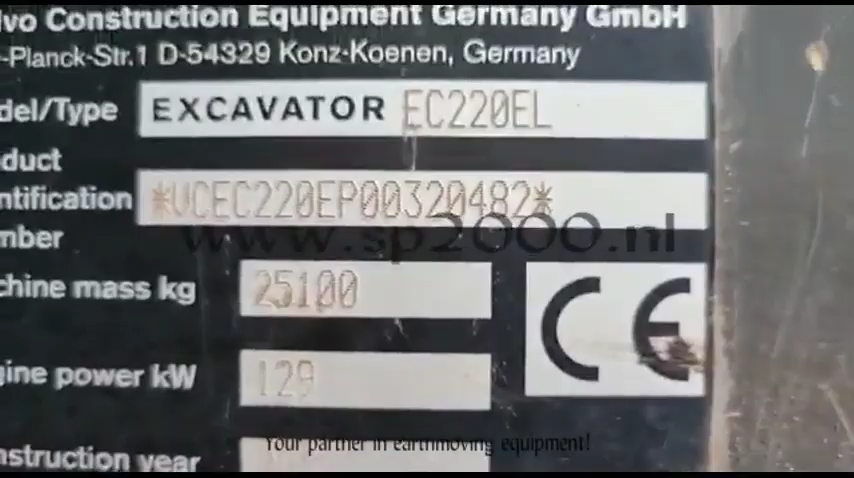 lvo Construction Equipment Germany GmbH
-Planck-Str.1 D-54329 Konz-Koenen, Germany
del/Type EXCAVATOR EC220EL
duct
ntification *VCEC220EP00320482*
mber
www.sp2000.nl
chine mass kg 25100
CE
gine power kW 129
Your partner in earthmoving equipment!
nstruction year